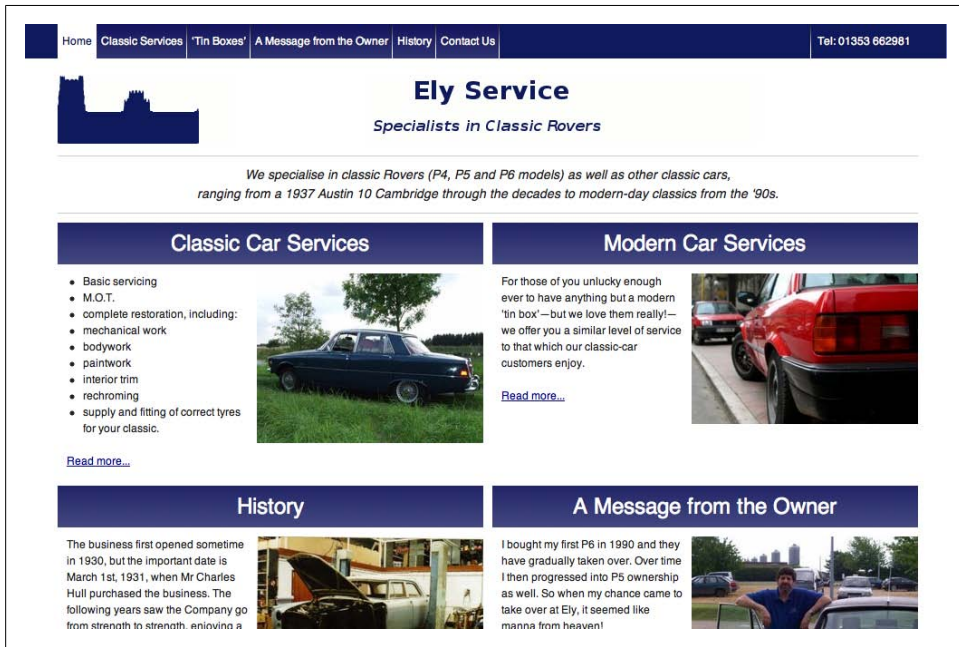 Home Classic Services 'Tin Boxes' A Message from the Owner History Contact Us Tel: 01353 662981
Ely Service
Specialists in Classic Rovers
We specialise in classic Rovers (P4, P5 and P6 models) as well as other classic cars,
ranging from a 1937 Austin 10 Cambridge through the decades to modern-day classics from the '90s.
Classic Car Services
• Basic servicing
• M.O.T.
• complete restoration, including:
• mechanical work
• bodywork
• paintwork
• interior trim
• rechroming
• supply and fitting of correct tyres
for your classic.
Read more...
Modern Car Services
For those of you unlucky enough
ever to have anything but a modern
'tin box'—but we love them really!—
we offer you a similar level of service
to that which our classic-car
customers enjoy.
Read more...
History
The business first opened sometime
in 1930, but the important date is
March 1st, 1931, when Mr Charles
Hull purchased the business. The
following years saw the Company go
from strength to strength, enjoying a
A Message from the Owner
I bought my first P6 in 1990 and they
have gradually taken over. Over time
I then progressed into P5 ownership
as well. So when my chance came to
take over at Ely, it seemed like
manna from heaven!